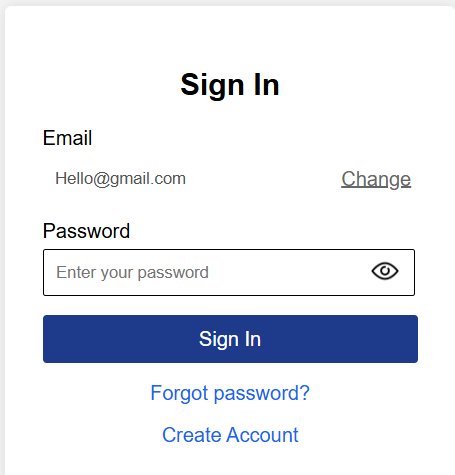 Sign In
Email
Hello@gmail.com Change
Password
Enter your password
Sign In
Forgot password?
Create Account